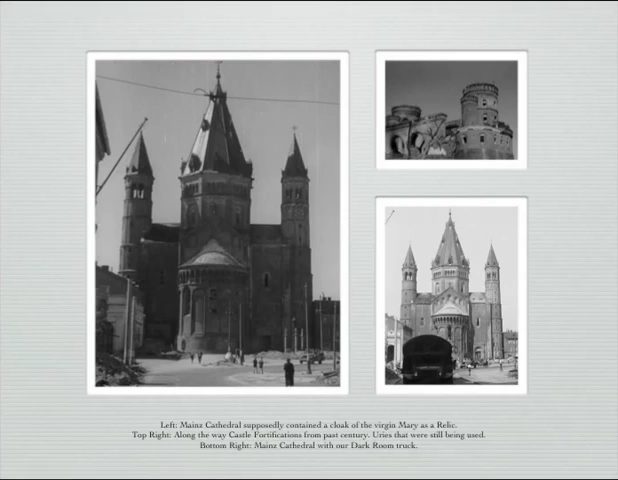 Left: Mainz Cathedral supposedly contained a cloak of the virgin Mary as a Relic.
Top Right: Along the way Castle Fortifications from past century. Uries that were still being used.
Bottom Right: Mainz Cathedral with our Dark Room truck.